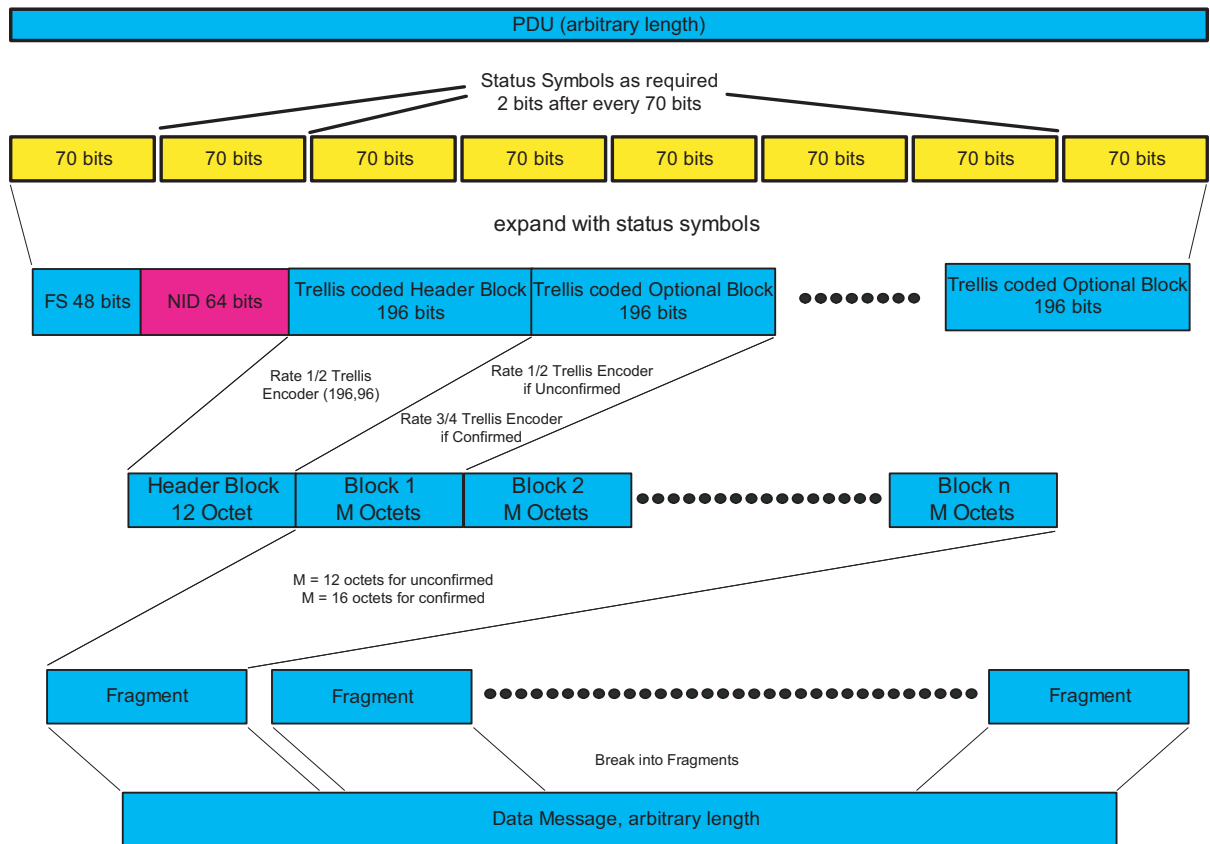 PDU (arbitrary length)
Status Symbols as required
2 bits after every 70 bits
70 bits
70 bits
70 bits
70 bits
70 bits
70 bits
70 bits
70 bits
expand with status symbols
FS 48 bits
NID 64 bits
Trellis coded Header Block
196 bits
Trellis coded Optional Block
196 bits
Trellis coded Optional Block
196 bits
Rate 1/2 Trellis
Encoder (196,96)
Rate 1/2 Trellis Encoder
if Unconfirmed
Rate 3/4 Trellis Encoder
if Confirmed
Header Block
12 Octet
Block 1
M Octets
Block 2
M Octets
Block n
M Octets
M = 12 octets for unconfirmed
M = 16 octets for confirmed
Fragment
Fragment
Fragment
Break into Fragments
Data Message, arbitrary length